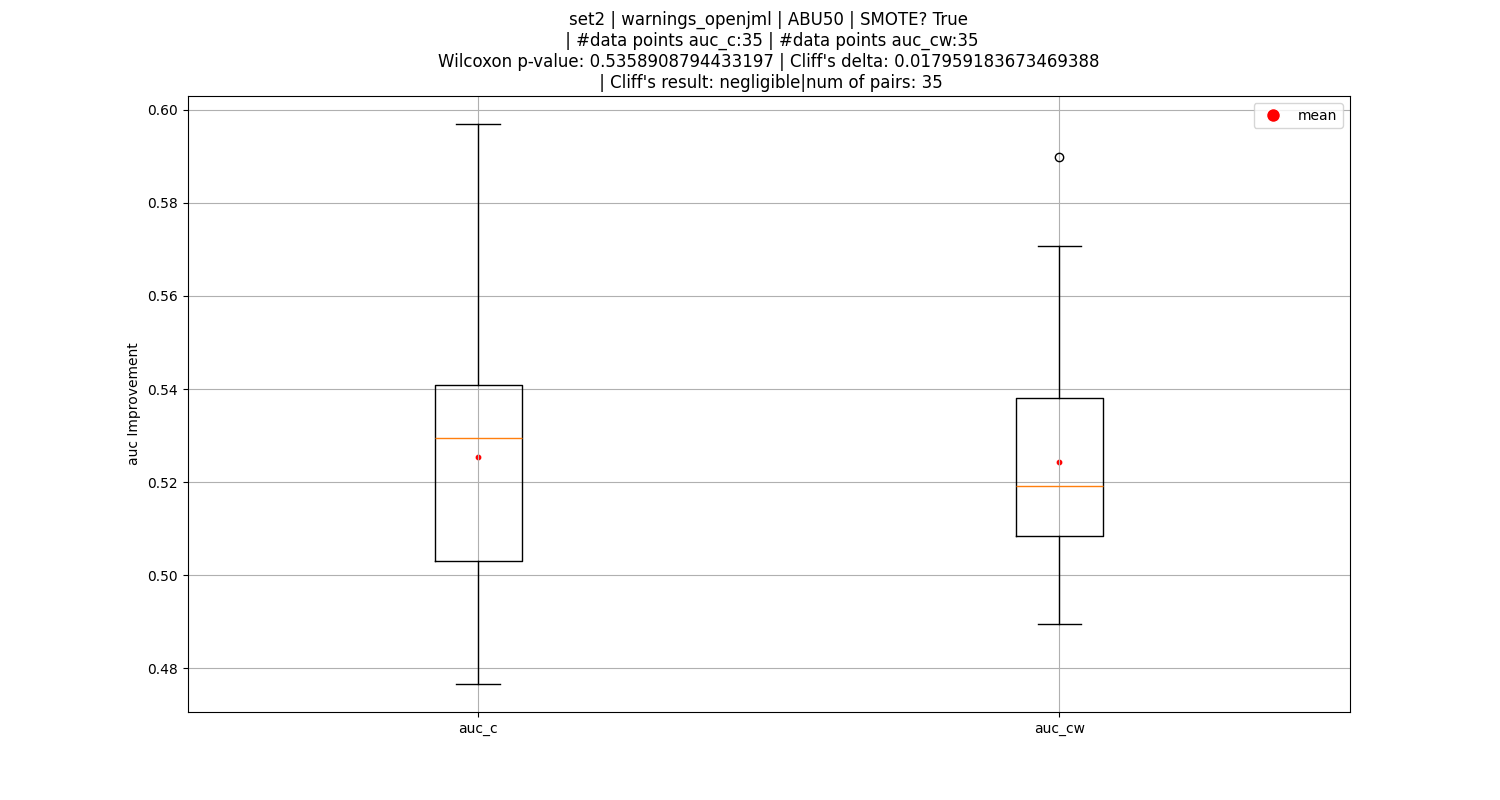 set2 | warnings_openjml | ABU50 | SMOTE? True
| #data points auc_c:35 | #data points auc_cw:35
Wilcoxon p-value: 0.5358908794433197 | Cliff's delta: 0.017959183673469388
| Cliff's result: negligible|num of pairs: 35
mean
0.60
0.58
0.56
0.54
0.52
0.50
0.48
auc Improvement
auc_c
auc_cw